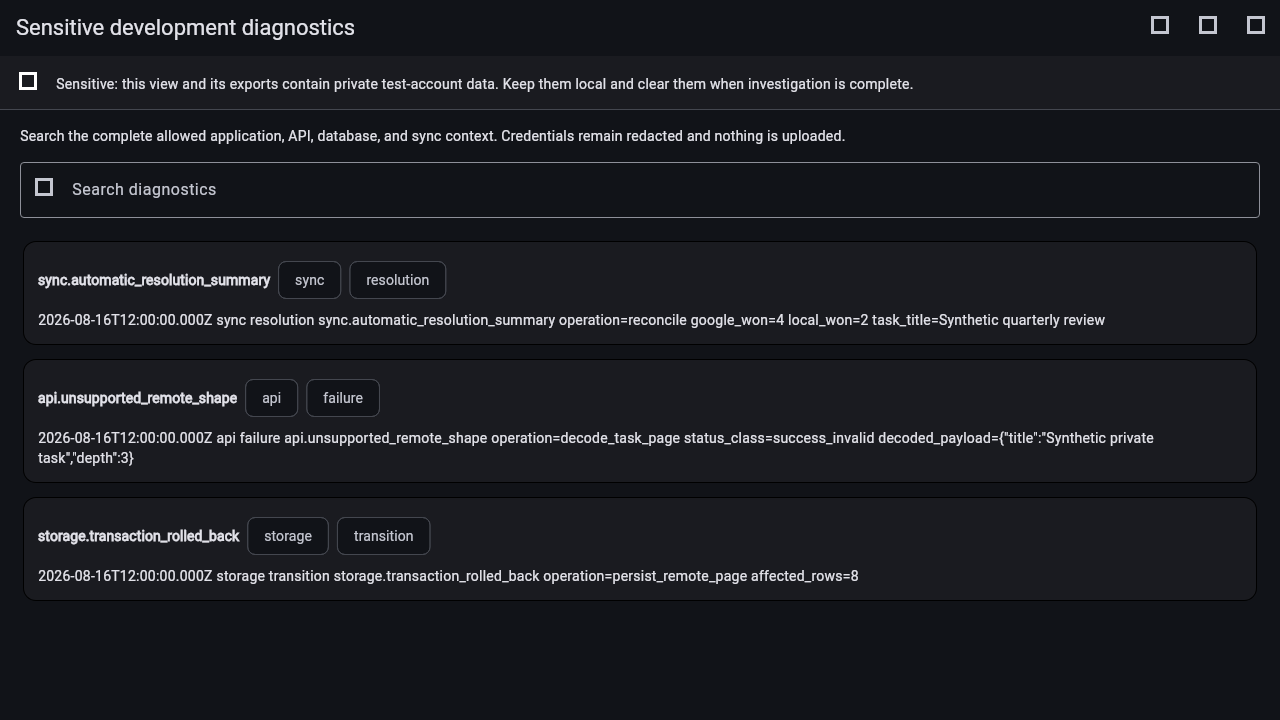 Sensitive development diagnostics
Sensitive: this view and its exports contain private test-account data. Keep them local and clear them when investigation is complete.
Search the complete allowed application, API, database, and sync context. Credentials remain redacted and nothing is uploaded.
Search diagnostics
sync.automatic_resolution_summary sync resolution
2026-08-16T12:00:00.000Z sync resolution sync.automatic_resolution_summary operation=reconcile google_won=4 local_won=2 task_title=Synthetic quarterly review
api.unsupported_remote_shape api failure
2026-08-16T12:00:00.000Z api failure api.unsupported_remote_shape operation=decode_task_page status_class=success_invalid decoded_payload={"title":"Synthetic private
task","depth":3}
storage.transaction_rolled_back storage transition
2026-08-16T12:00:00.000Z storage transition storage.transaction_rolled_back operation=persist_remote_page affected_rows=8